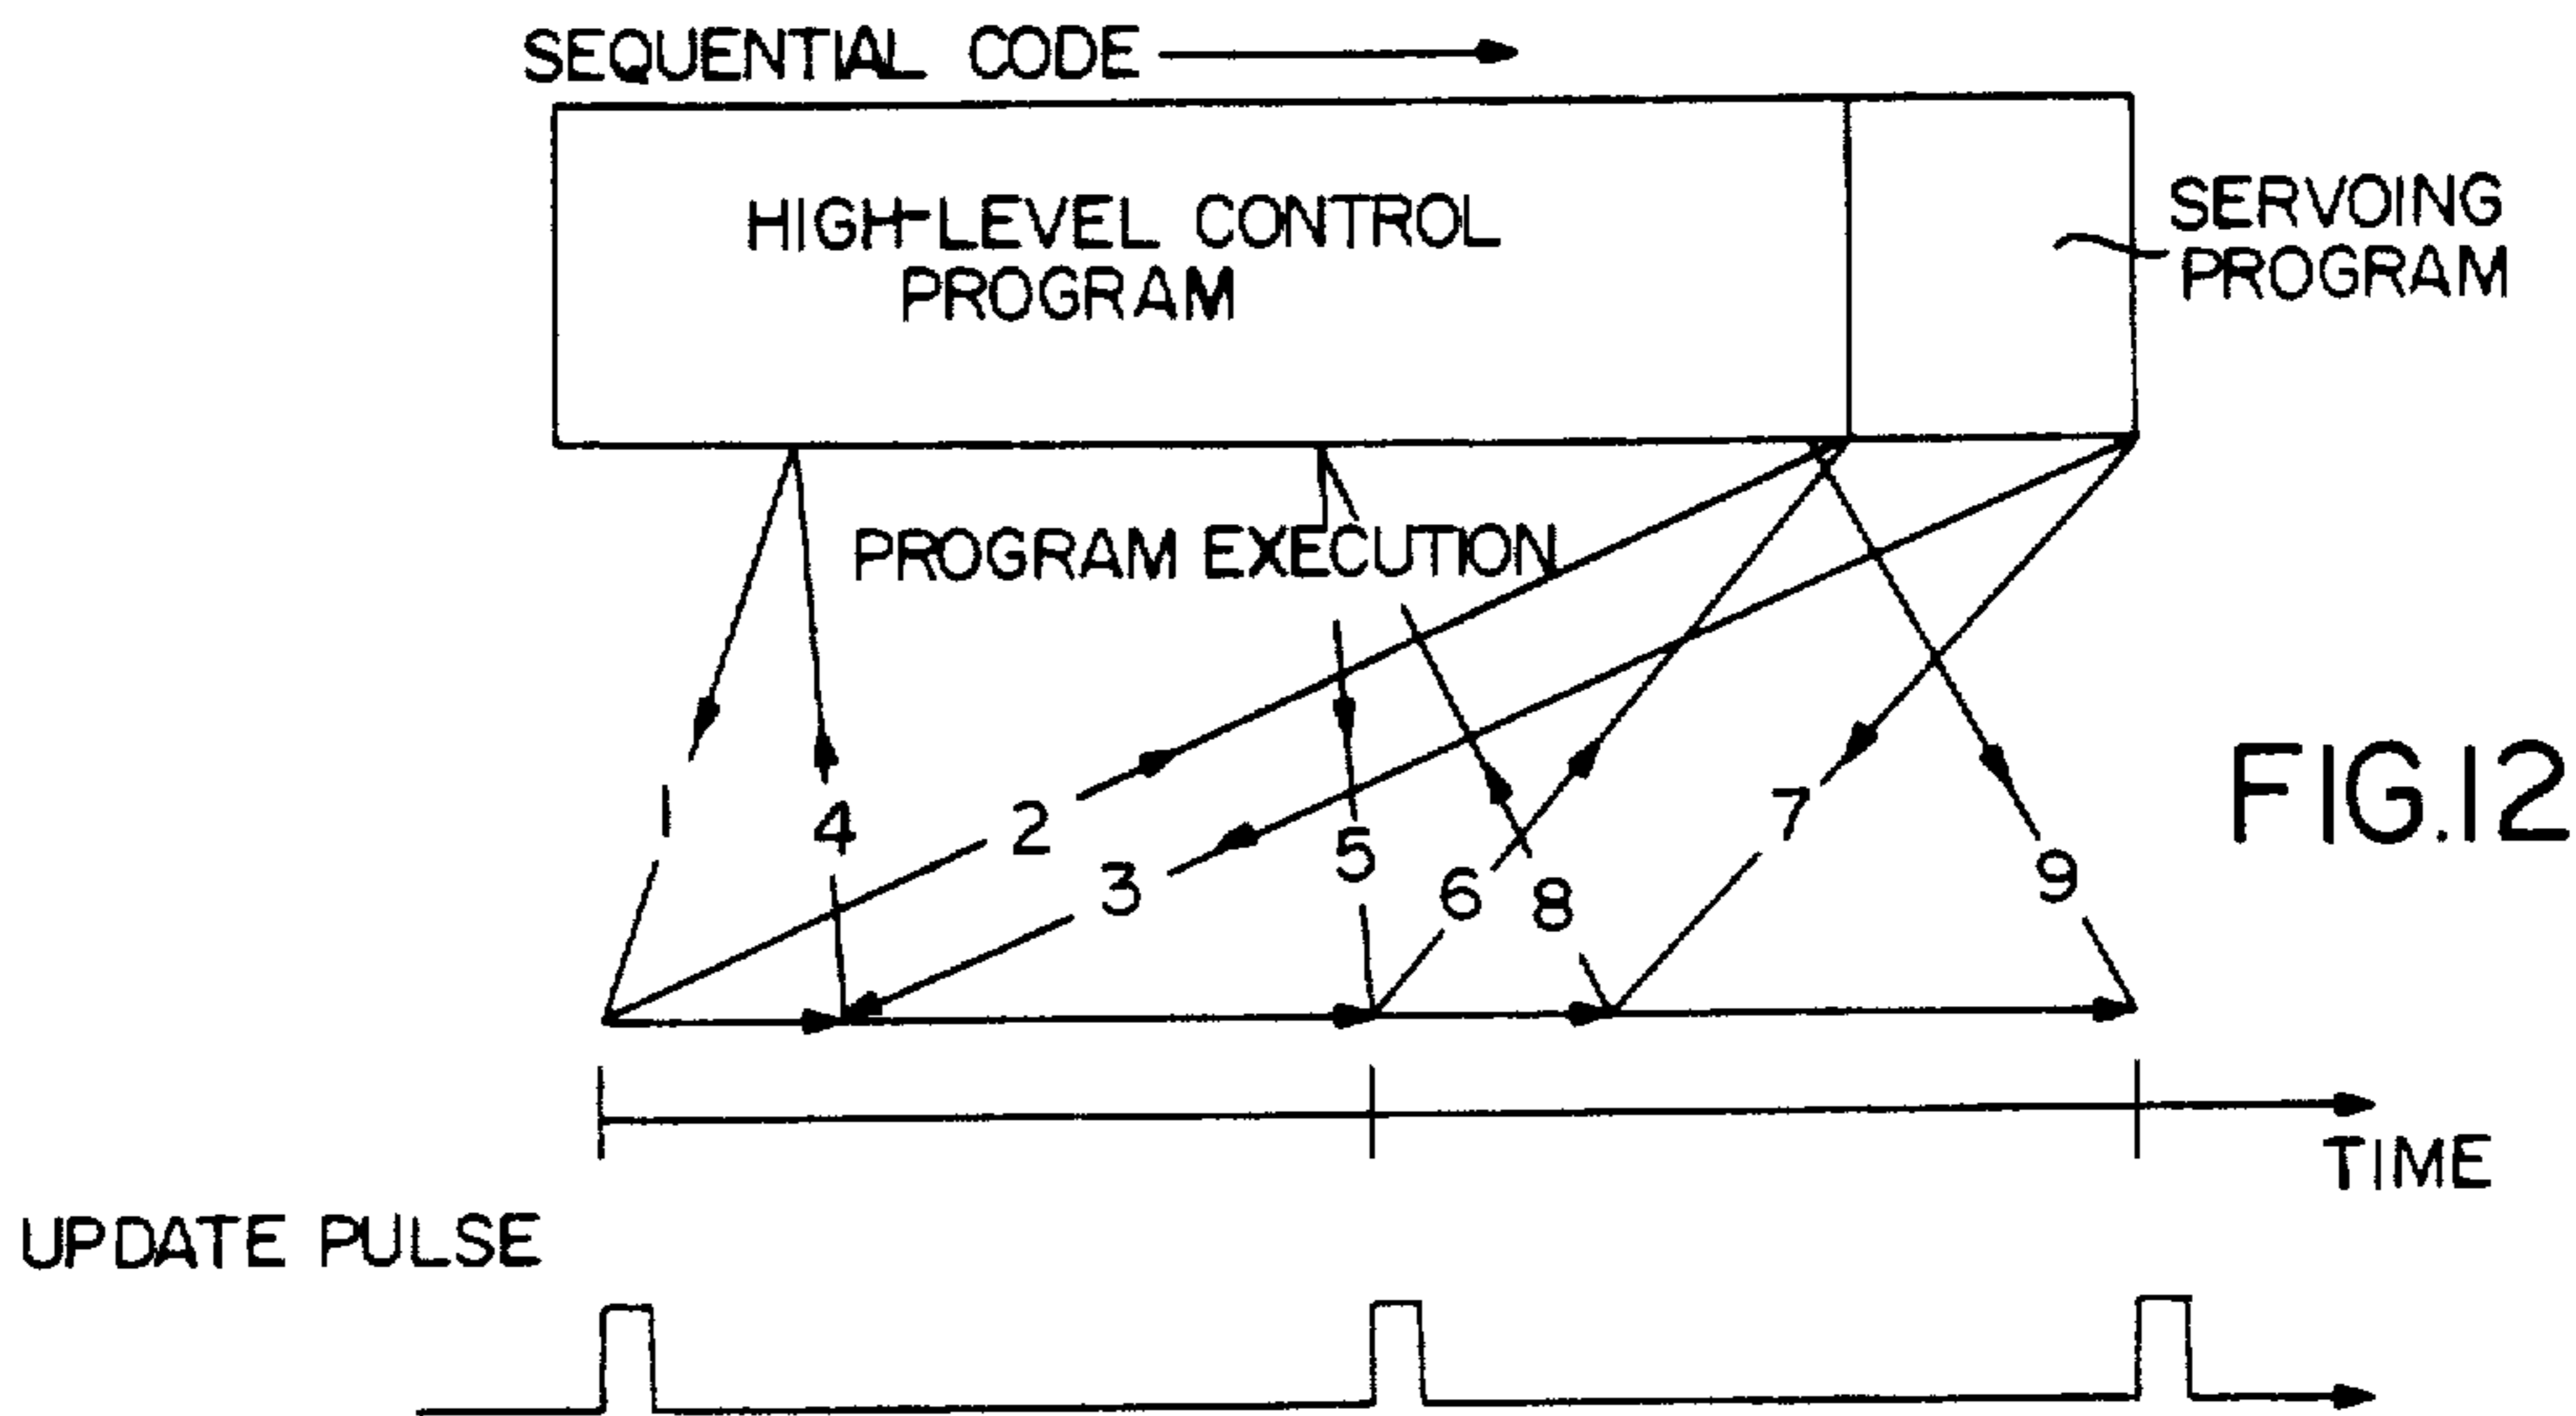 SEQUENTIAL CODE
HIGH-LEVEL CONTROL
PROGRAM
SERVOING
PROGRAM
PROGRAM EXECUTION
1
4
2
3
5
6
8
7
9
FIG.12
TIME
UPDATE PULSE